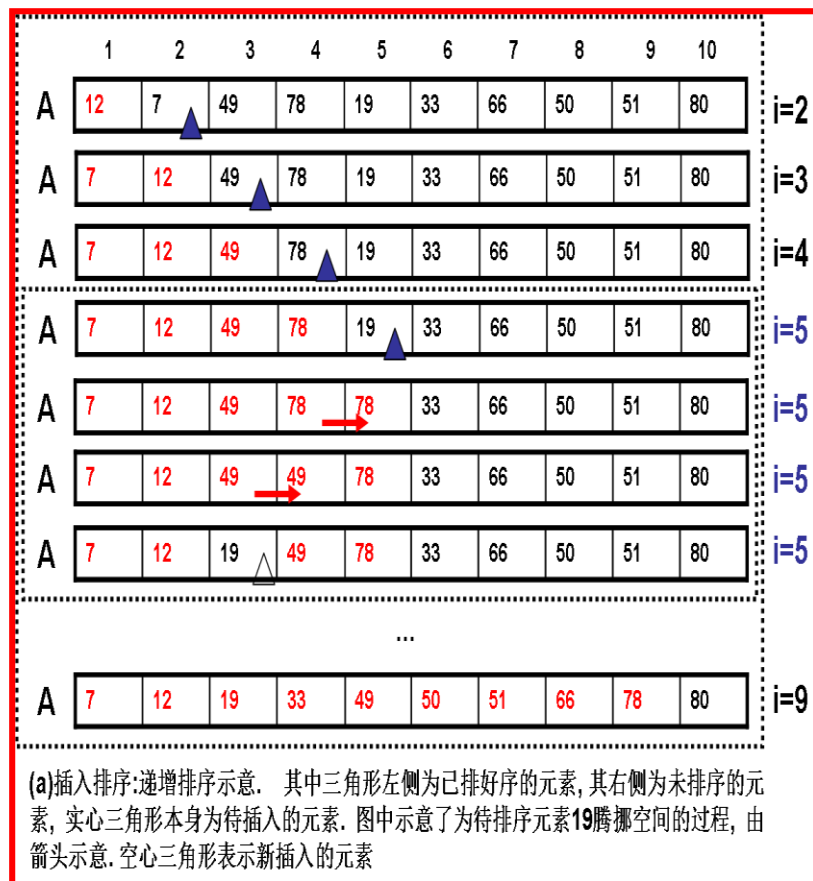 1 2 3 4 5 6 7 8 9 10
A 12 7 49 78 19 33 66 50 51 80 i=2
A 7 12 49 78 19 33 66 50 51 80 i=3
A 7 12 49 78 19 33 66 50 51 80 i=4
A 7 12 49 78 19 33 66 50 51 80 i=5
A 7 12 49 78 78 33 66 50 51 80 i=5
A 7 12 49 49 78 33 66 50 51 80 i=5
A 7 12 19 49 78 33 66 50 51 80 i=5
...
A 7 12 19 33 49 50 51 66 78 80 i=9
(a)插入排序:递增排序示意. 其中三角形左侧为已排好序的元素, 其右侧为未排序的元
素, 实心三角形本身为待插入的元素. 图中示意了为待排序元素19腾挪空间的过程, 由
箭头示意. 空心三角形表示新插入的元素